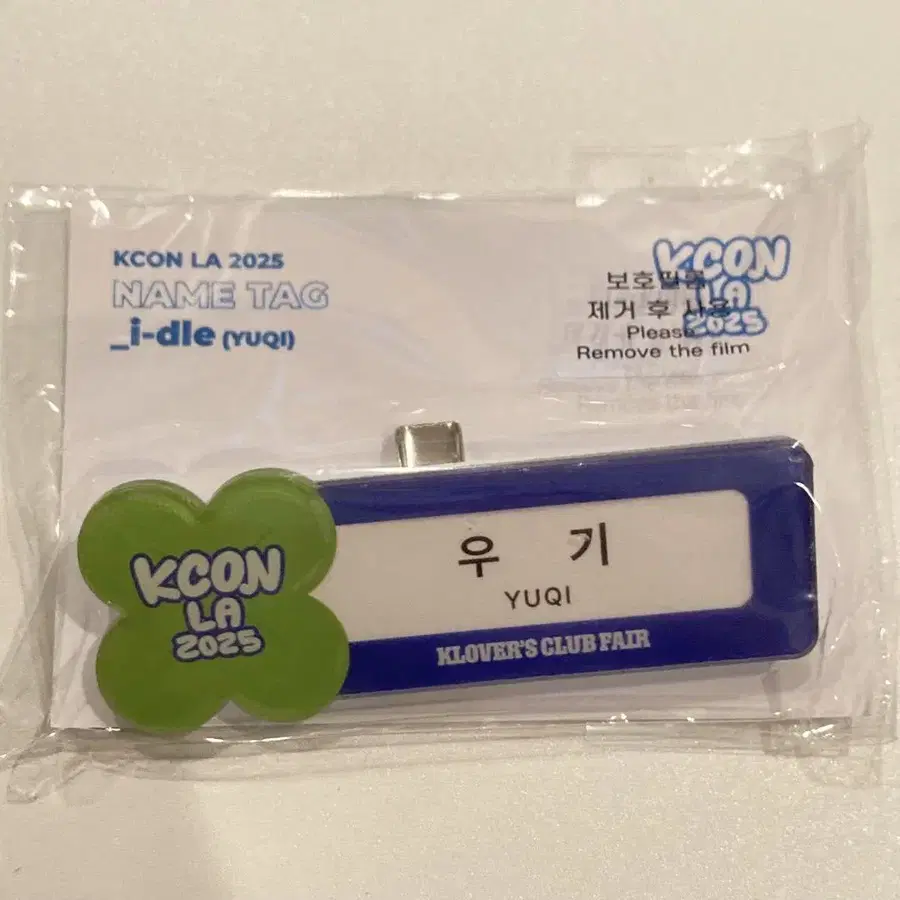 KCON LA 2025
NAME TAG
_i-dle (YUQI)
KCON
LA
2025
보호필름
제거 후 사용
Please
Remove the film
KCON
LA
2025
우 기
YUQI
KLOVER'S CLUB FAIR